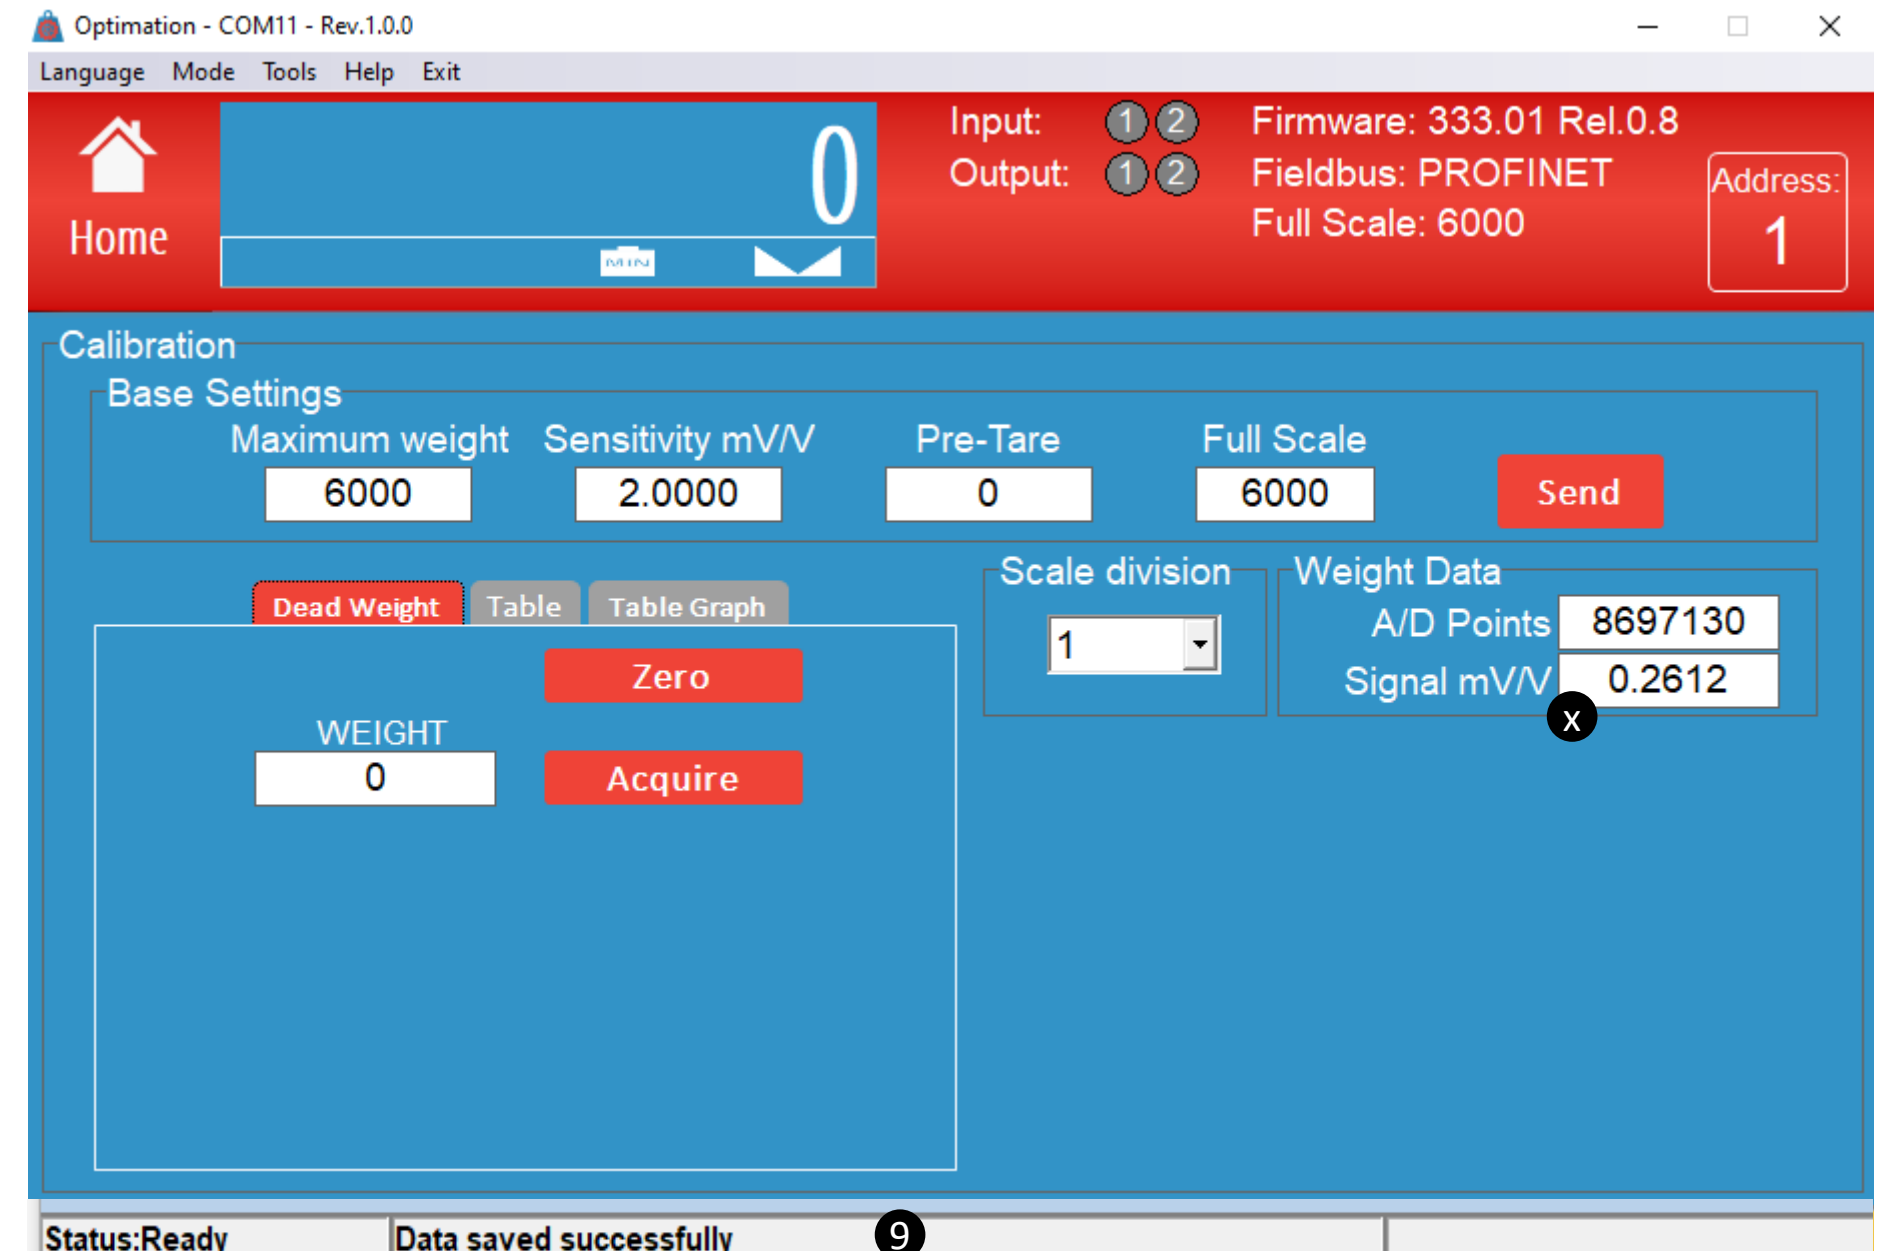 Optimation - COM11 - Rev.1.0.0
Language Mode Tools Help Exit
Home
0
MIN
Input: 1 2
Output: 1 2
Firmware: 333.01 Rel.0.8
Fieldbus: PROFINET
Full Scale: 6000
Address:
1
Calibration
Base Settings
Maximum weight Sensitivity mV/V Pre-Tare Full Scale
6000 2.0000 0 6000 Send
Dead Weight Table Table Graph
Zero
WEIGHT
0 Acquire
Scale division
1
Weight Data
A/D Points 8697130
Signal mV/V 0.2612
x
Status:Ready Data saved successfully 9